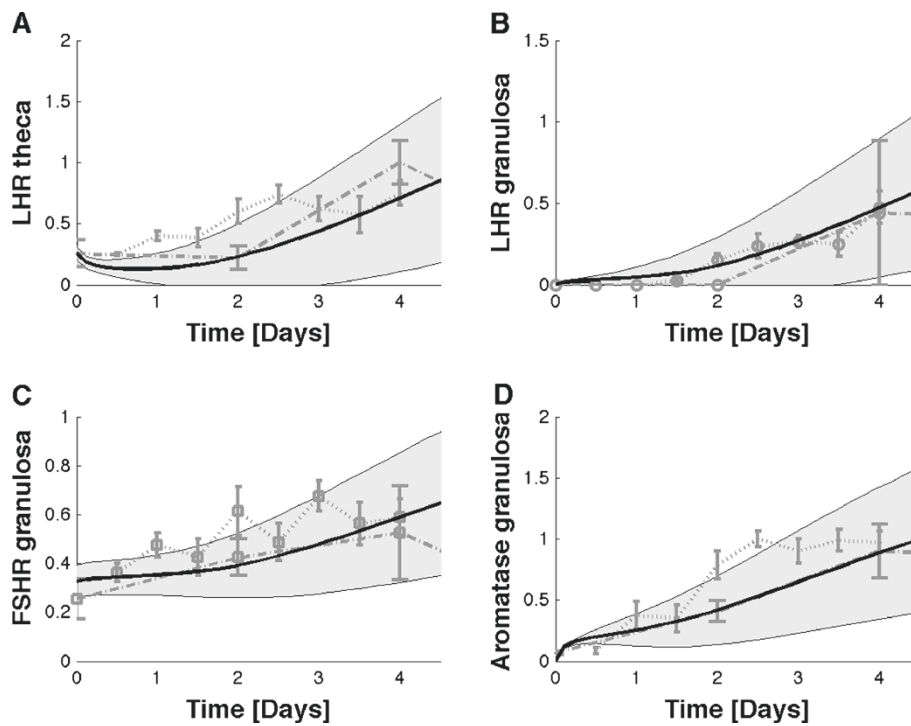 A
LHR theca
2
1.5
1
0.5
0
0 1 2 3 4
Time [Days]
B
LHR granulosa
1.5
1
0.5
0
0 1 2 3 4
Time [Days]
C
FSHR granulosa
1
0.8
0.6
0.4
0.2
0
0 1 2 3 4
Time [Days]
D
Aromatase granulosa
2
1.5
1
0.5
0
0 1 2 3 4
Time [Days]